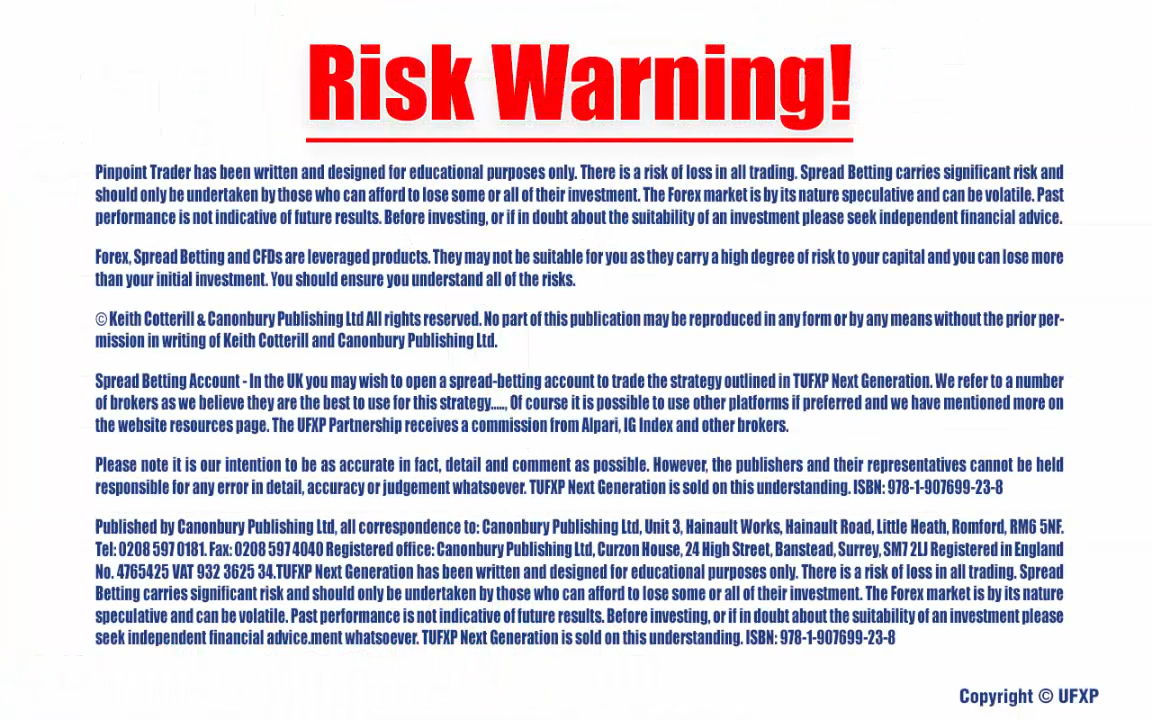 Risk Warning!
Pinpoint Trader has been written and designed for educational purposes only. There is a risk of loss in all trading. Spread Betting carries significant risk and
should only be undertaken by those who can afford to lose some or all of their investment. The Forex market is by its nature speculative and can be volatile. Past
performance is not indicative of future results. Before investing, or if in doubt about the suitability of an investment please seek independent financial advice.
Forex, Spread Betting and CFDs are leveraged products. They may not be suitable for you as they carry a high degree of risk to your capital and you can lose more
than your initial investment. You should ensure you understand all of the risks.
© Keith Cotterill & Canonbury Publishing Ltd All rights reserved. No part of this publication may be reproduced in any form or by any means without the prior per-
mission in writing of Keith Cotterill and Canonbury Publishing Ltd.
Spread Betting Account - In the UK you may wish to open a spread-betting account to trade the strategy outlined in TUFXP Next Generation. We refer to a number
of brokers as we believe they are the best to use for this strategy....., Of course it is possible to use other platforms if preferred and we have mentioned more on
the website resources page. The UFXP Partnership receives a commission from Alpari, IG Index and other brokers.
Please note it is our intention to be as accurate in fact, detail and comment as possible. However, the publishers and their representatives cannot be held
responsible for any error in detail, accuracy or judgement whatsoever. TUFXP Next Generation is sold on this understanding. ISBN: 978-1-907699-23-8
Published by Canonbury Publishing Ltd, all correspondence to: Canonbury Publishing Ltd, Unit 3, Hainault Works, Hainault Road, Little Heath, Romford, RM6 5NF.
Tel: 0208 597 0181. Fax: 0208 597 4040 Registered office: Canonbury Publishing Ltd, Curzon House, 24 High Street, Banstead, Surrey, SM7 2LJ Registered in England
No. 4765425 VAT 932 3625 34.TUFXP Next Generation has been written and designed for educational purposes only. There is a risk of loss in all trading. Spread
Betting carries significant risk and should only be undertaken by those who can afford to lose some or all of their investment. The Forex market is by its nature
speculative and can be volatile. Past performance is not indicative of future results. Before investing, or if in doubt about the suitability of an investment please
seek independent financial advice.ment whatsoever. TUFXP Next Generation is sold on this understanding. ISBN: 978-1-907699-23-8
Copyright © UFXP